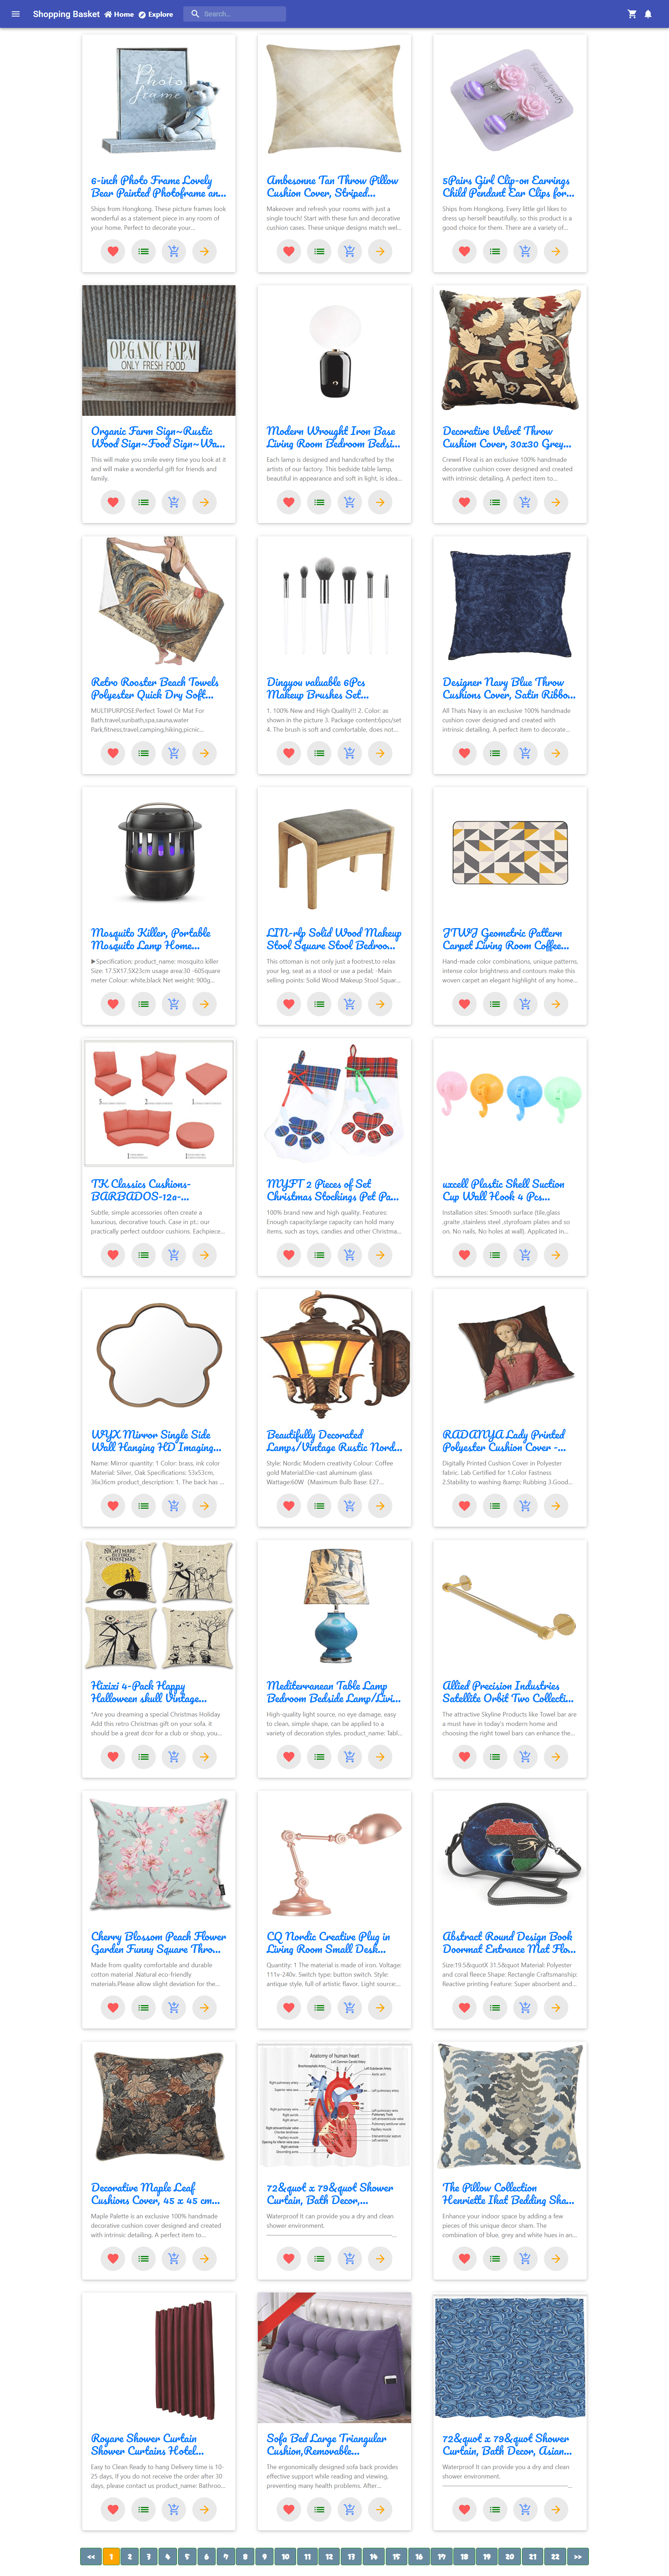 Shopping Basket Home Explore Search...
6-inch Photo Frame Lovely
Bear Painted Photoframe an...
Ships from Hongkong. These picture frames look
wonderful as a statement piece in any room of
your home. Perfect to decorate your...
Ambesonne Tan Throw Pillow
Cushion Cover, Striped...
Makeover and refresh your rooms with just a
single touch! Start with these fun and decorative
cushion cases. These unique designs match wel...
5Pairs Girl Clip-on Earrings
Child Pendant Ear Clips for...
Ships from Hongkong. Every little girl likes to
dress up herself beautifully, so this product is a
good choice for them. There are a variety of...
ORGANIC FARM
ONLY FRESH FOOD
Organic Farm Sign~Rustic
Wood Sign~Food Sign~Wa...
This will make you smile every time you look at it
and will make a wonderful gift for friends and
family.
Modern Wrought Iron Base
Living Room Bedroom Bedsi...
Each lamp is designed and handcrafted by the
artists of our factory. This bedside table lamp,
beautiful in appearance and soft in light, is idea...
Decorative Velvet Throw
Cushion Cover, 30x30 Grey...
Crewel Floral is an exclusive 100% handmade
decorative cushion cover designed and created
with intrinsic detailing. A perfect item to...
Retro Rooster Beach Towels
Polyester Quick Dry Soft...
MULTIPURPOSE:Perfect Towel Or Mat For
Bath,travel,sunbath,spa,sauna,water
Park,fitness,travel,camping,hiking,picnic...
Dingyou valuable 6Pcs
Makeup Brushes Set...
1. 100% New and High Quality!!! 2. Color: as
shown in the picture 3. Package content:6pcs/set
4. The brush is soft and comfortable, does not...
Designer Navy Blue Throw
Cushions Cover, Satin Ribbo...
All Thats Navy is an exclusive 100% handmade
cushion cover designed and created with
intrinsic detailing. A perfect item to decorate...
Mosquito Killer, Portable
Mosquito Lamp Home...
▶Specification: product_name: mosquito killer
Size: 17.5X17.5X23cm usage area:30 -60Square
meter Colour: white,black Net weight: 900g...
LIN-rlp Solid Wood Makeup
Stool Square Stool Bedroo...
This ottoman is not only just a footrest,to relax
your leg, seat as a stool or use a pedal; -Main
selling points: Solid Wood Makeup Stool Squar...
JTWJ Geometric Pattern
Carpet Living Room Coffee...
Hand-made color combinations, unique patterns,
intense color brightness and contours make this
woven carpet an elegant highlight of any home...
TK Classics Cushions-
BARBADOS-12a-...
Subtle, simple accessories often create a
luxurious, decorative touch. Case in pt.: our
practically perfect outdoor cushions. Eachpiece...
MYFT 2 Pieces of Set
Christmas Stockings Pet Pa...
100% brand new and high quality. Features:
Enough capacity:large capacity can hold many
items, such as toys, candies and other Christma...
uxcell Plastic Shell Suction
Cup Wall Hook 4 Pcs...
Installation sites: Smooth surface (tile,glass
,granite ,stainless steel ,styrofoam plates and so
on. No nails, No holes at wall). Applicated in...
WYX Mirror Single Side
Wall Hanging HD Imaging...
Name: Mirror quantity: 1 Color: brass, ink color
Material: Silver, Oak Specifications: 53x53cm,
36x36cm product_description: 1. The back has ...
Beautifully Decorated
Lamps/Vintage Rustic Nord...
Style: Nordic Modern creativity Colour: Coffee
gold Material:Die-cast aluminum glass
Wattage:60W (Maximum Bulb Base: E27...
RADANYA Lady Printed
Polyester Cushion Cover -...
Digitally Printed Cushion Cover in Polyester
fabric. Lab Certified for 1.Color Fastness
2.Stability to washing &amp; Rubbing 3.Good...
NIGHTMARE
BEFORE
CHRISTMAS
Hixixi 4-Pack Happy
Halloween skull Vintage...
*Are you dreaming a special Christmas Holiday
Add this retro Christmas gift on your sofa, it
should be a great dcor for a club or shop, you...
Mediterranean Table Lamp
Bedroom Bedside Lamp/Livi...
High-quality light source, no eye damage, easy
to clean, simple shape, can be applied to a
variety of decoration styles, product_name: Tabl...
Allied Precision Industries
Satellite Orbit Two Collecti...
The attractive Skyline Products like Towel bar are
a must have in today's modern home and
choosing the right towel bars can enhance the...
Cherry Blossom Peach Flower
Garden Funny Square Thro...
Made from quality comfortable and durable
cotton material ,Natural eco-friendly
materials.Please allow slight deviation for the...
CQ Nordic Creative Plug in
Living Room Small Desk...
Quantity: 1 The material is made of iron. Voltage:
111v-240v. Switch type: button switch. Style:
antique style, full of artistic flavor. Light source:...
Abstract Round Design Book
Doormat Entrance Mat Flo...
Size:19.5&quotX 31.5&quot Material: Polyester
and coral fleece Shape: Rectangle Craftsmanship:
Reactive printing Feature: Super absorbent and...
Decorative Maple Leaf
Cushions Cover, 45 x 45 cm...
Maple Palette is an exclusive 100% handmade
decorative cushion cover designed and created
with intrinsic detailing. A perfect item to...
Anatomy of human heart
72&quot x 79&quot Shower
Curtain, Bath Decor,...
Waterproof It can provide you a dry and clean
shower environment.
The Pillow Collection
Henriette Ikat Bedding Sha...
Enhance your indoor space by adding a few
pieces of this unique decor sham. The
combination of blue, grey and white hues in an...
Royare Shower Curtain
Shower Curtains Hotel...
Easy to Clean Ready to hang Delivery time is 10-
25 days. If you do not receive the order after 30
days, please contact us product_name: Bathroo...
Sofa Bed Large Triangular
Cushion,Removable...
The ergonomically designed sofa back provides
effective support while reading and viewing,
preventing many health problems. After...
72&quot x 79&quot Shower
Curtain, Bath Decor, Asian...
Waterproof It can provide you a dry and clean
shower environment.
<< 1 2 3 4 5 6 7 8 9 10 11 12 13 14 15 16 17 18 19 20 21 22 >>